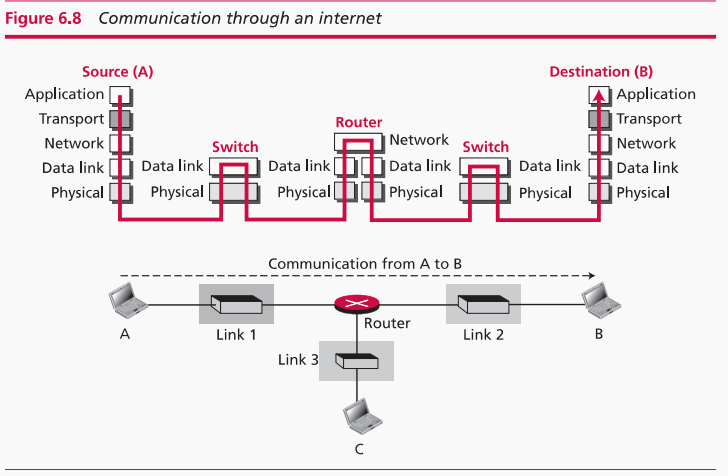 Figure 6.8 Communication through an internet
Source (A)
Destination (B)
Application
Application
Transport
Router
Transport
Network
Switch
Network
Switch
Network
Data link
Data link
Data link
Data link
Data link
Data link
Physical
Physical
Physical
Physical
Physical
Physical
Communication from A to B
A
Link 1
Router
Link 2
B
Link 3
C